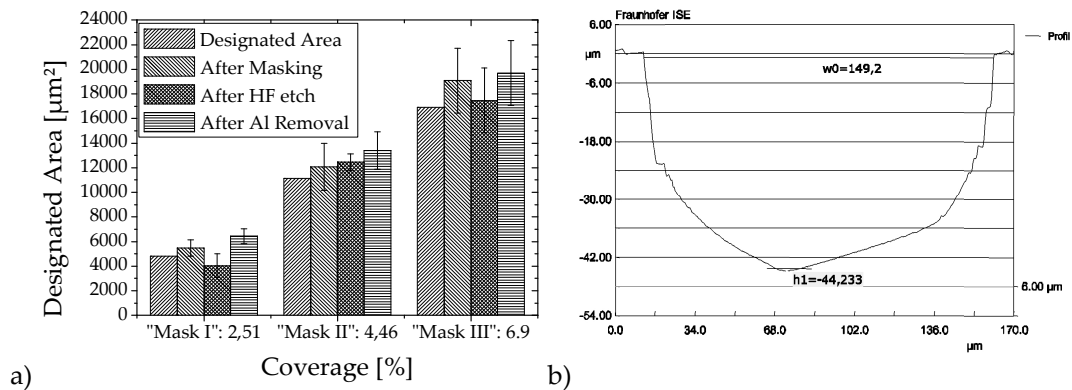 24000
22000
20000
18000
16000
14000
12000
10000
8000
6000
4000
2000
0
Designated Area [µm²]
Designated Area
After Masking
After HF etch
After Al Removal
"Mask I": 2,51
"Mask II": 4,46
"Mask III": 6.9
Coverage [%]
a)
Fraunhofer ISE
6.00
µm
-6.00
-18.00
-30.00
-42.00
-54.00
Profil
w0=149,2
h1=-44,233
6.00 µm
0.0
34.0
68.0
102.0
136.0
170.0
µm
b)